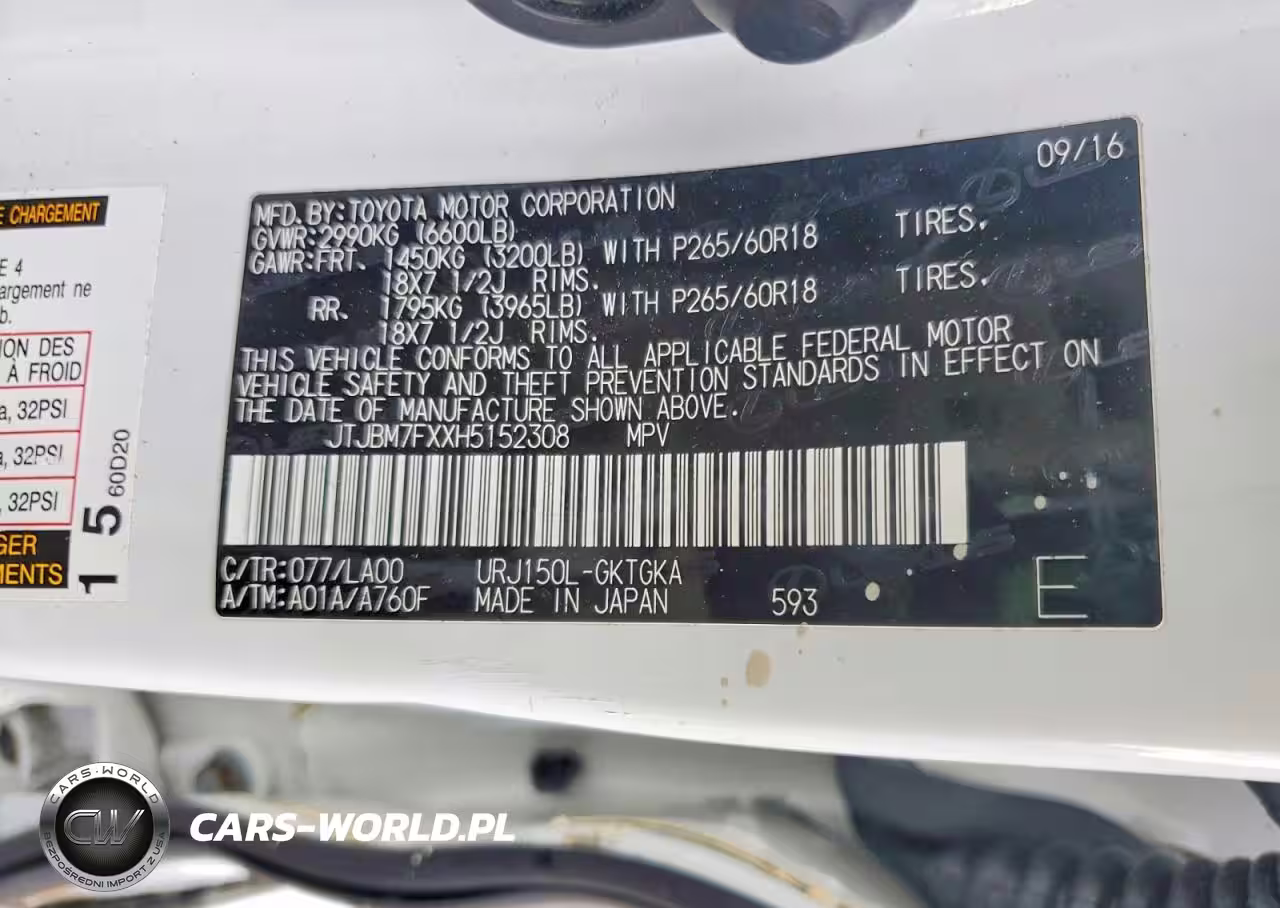 E CHARGEMENT
E 4
argement ne
b.
ION DES
À FROID
a, 32PSI
a, 32PSI
, 32PSI
GER
MENTS
1 5 60D20
09/16
MFD. BY: TOYOTA MOTOR CORPORATION
GVWR: 2990KG (6600LB)
GAWR: FRT. 1450KG (3200LB) WITH P265/60R18 TIRES.
18X7 1/2J RIMS.
RR. 1795KG (3965LB) WITH P265/60R18 TIRES.
18X7 1/2J RIMS.
THIS VEHICLE CONFORMS TO ALL APPLICABLE FEDERAL MOTOR
VEHICLE SAFETY AND THEFT PREVENTION STANDARDS IN EFFECT ON
THE DATE OF MANUFACTURE SHOWN ABOVE.
JTJBM7FXXH5152308 MPV
C/TR: 077/LA00 URJ150L-GKTGKA
A/TM: A01A/A760F MADE IN JAPAN 593 E
CARS-WORLD
CW
BEZPOŚREDNI IMPORT Z USA
CARS-WORLD.PL